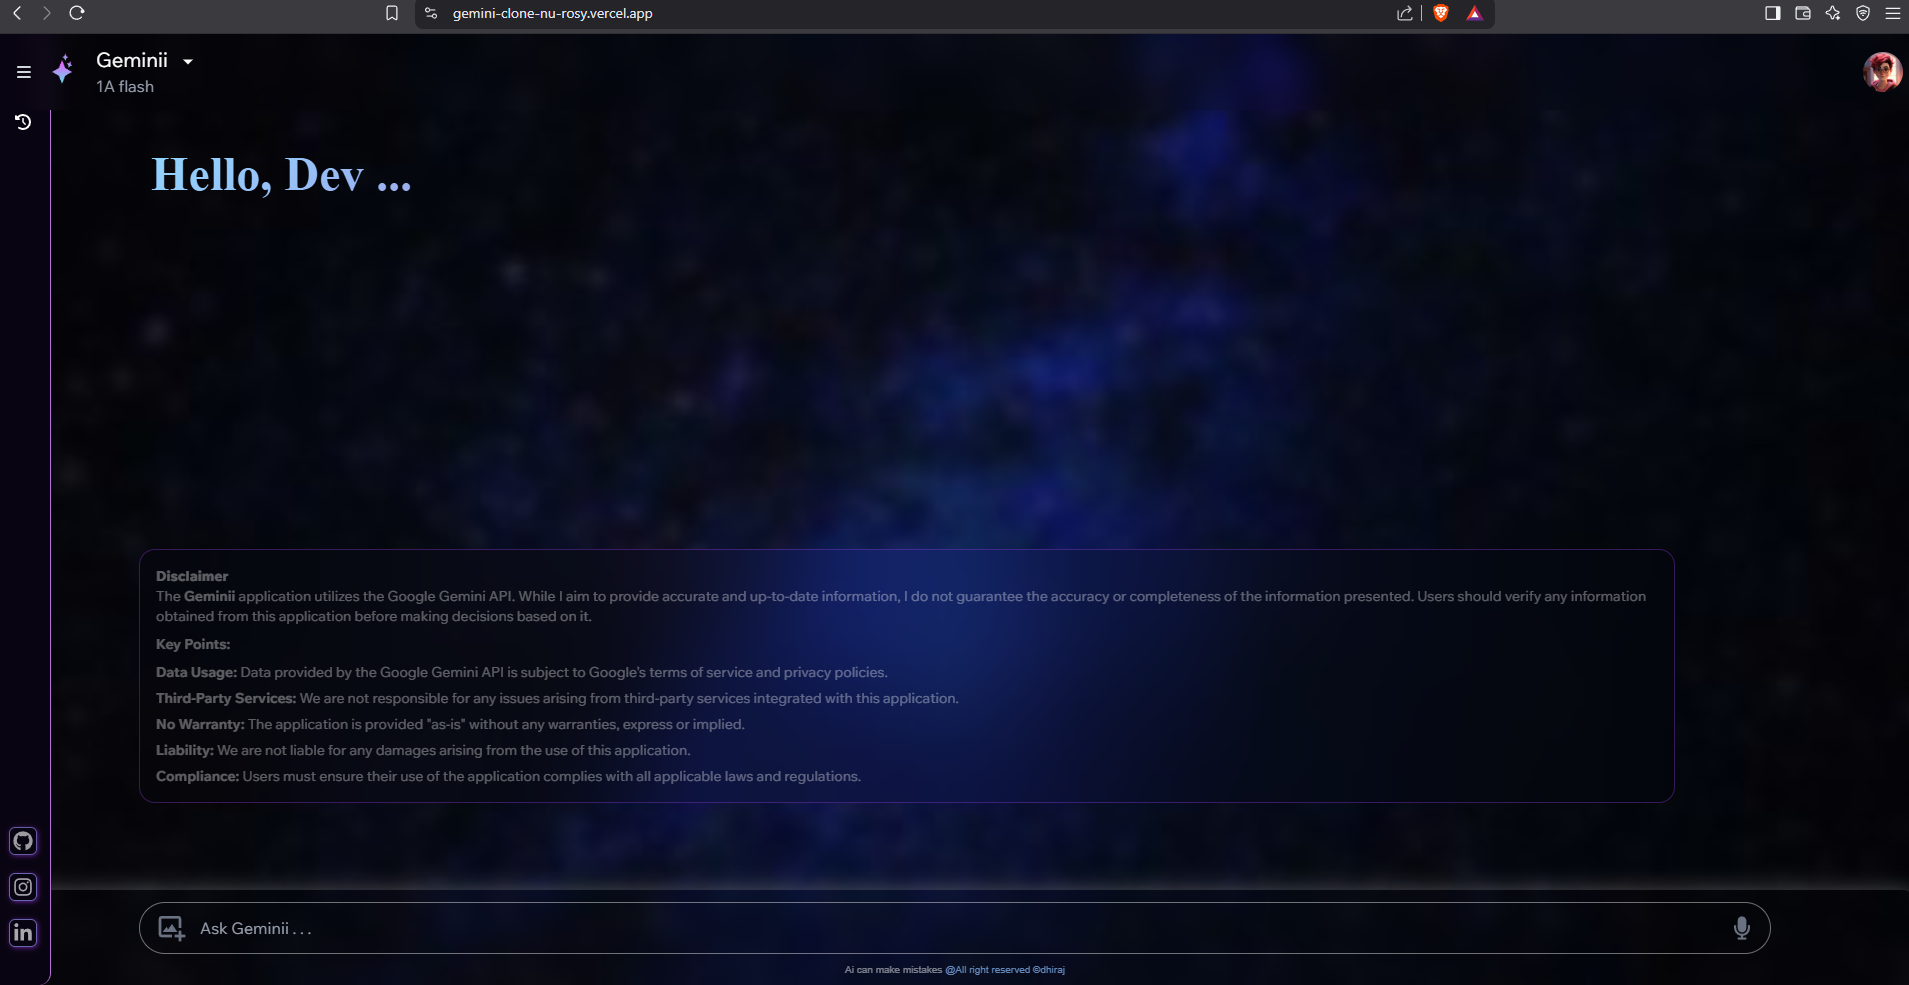 gemini-clone-nu-rosy.vercel.app
Geminii
1A flash
Hello, Dev ...
Disclaimer
The Geminii application utilizes the Google Gemini API. While I aim to provide accurate and up-to-date information, I do not guarantee the accuracy or completeness of the information presented. Users should verify any information
obtained from this application before making decisions based on it.
Key Points:
Data Usage: Data provided by the Google Gemini API is subject to Google's terms of service and privacy policies.
Third-Party Services: We are not responsible for any issues arising from third-party services integrated with this application.
No Warranty: The application is provided "as-is" without any warranties, express or implied.
Liability: We are not liable for any damages arising from the use of this application.
Compliance: Users must ensure their use of the application complies with all applicable laws and regulations.
Ask Geminii . . .
Ai can make mistakes @All right reserved ©dhiraj